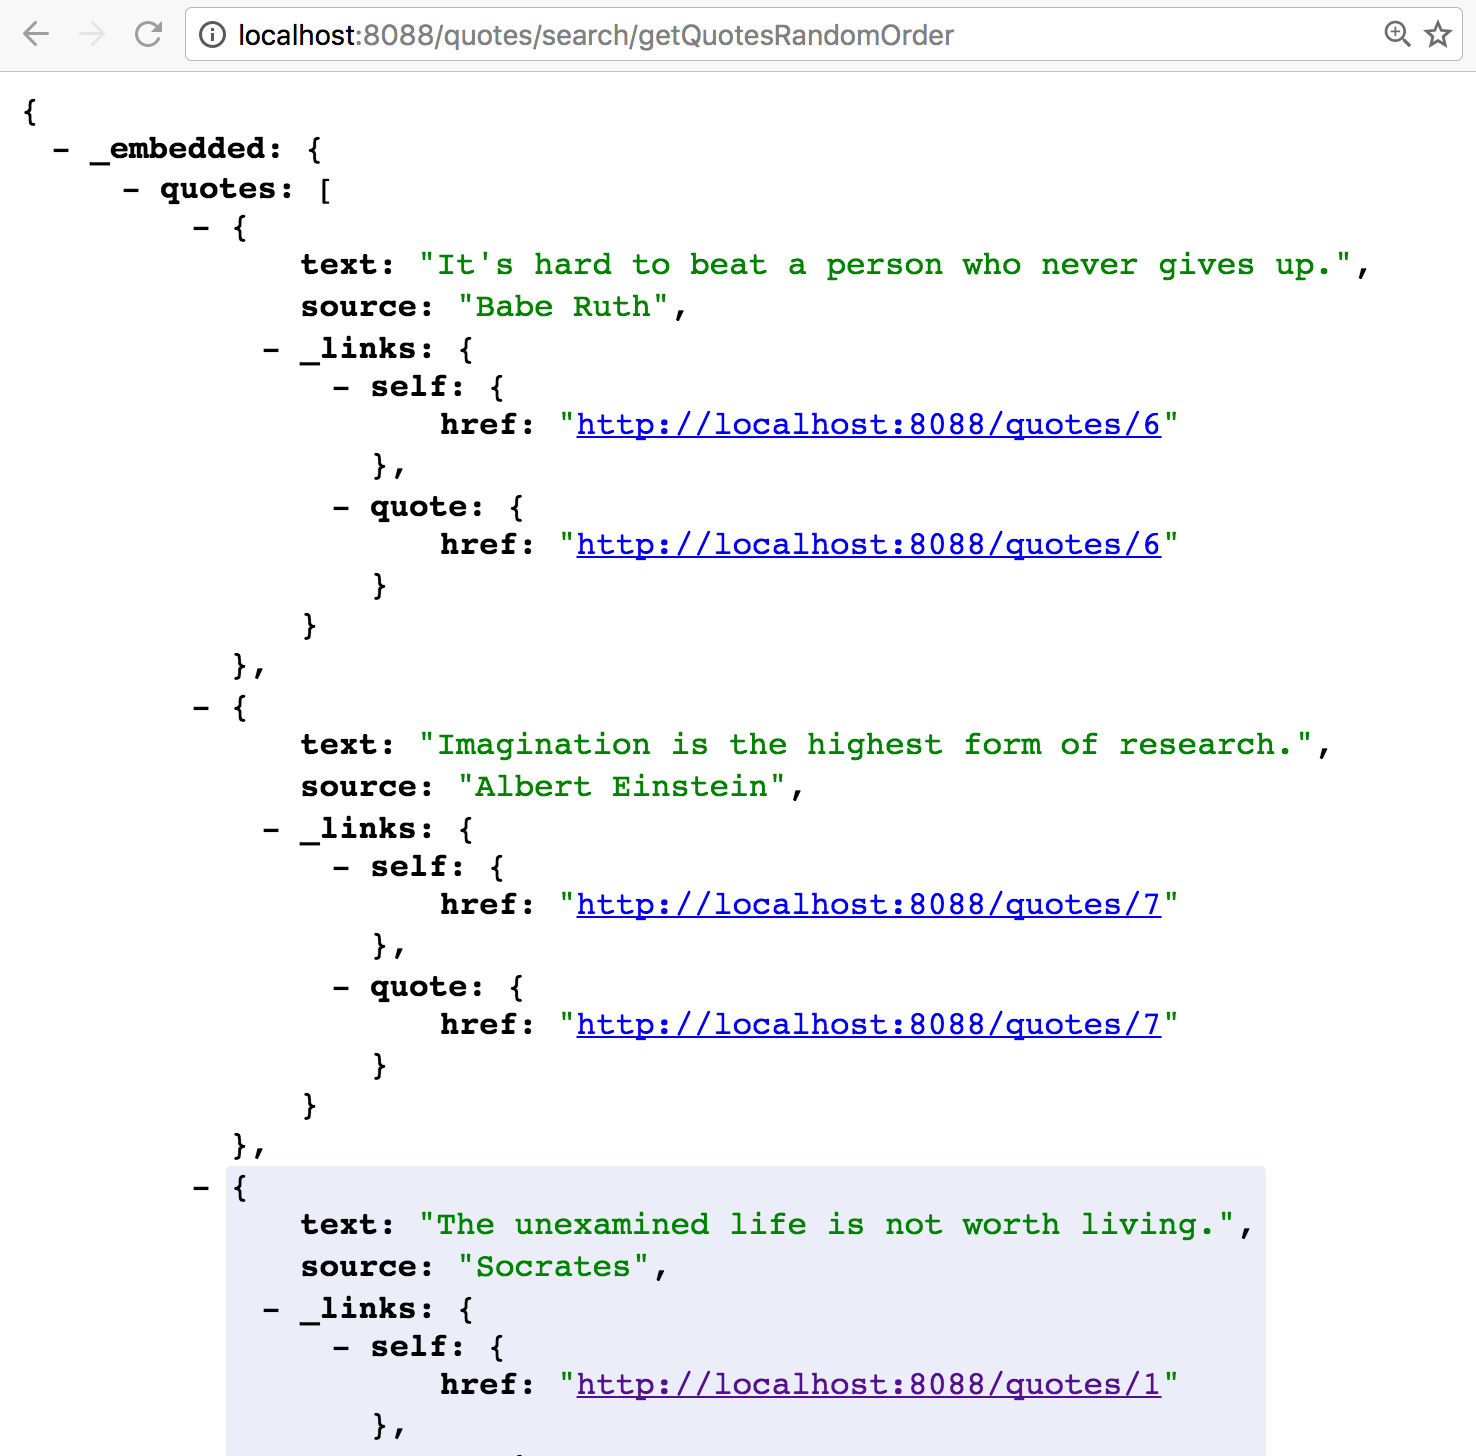 localhost:8088/quotes/search/getQuotesRandomOrder
{
- _embedded: {
- quotes: [
- {
text: "It's hard to beat a person who never gives up.",
source: "Babe Ruth",
- _links: {
- self: {
href: "http://localhost:8088/quotes/6"
},
- quote: {
href: "http://localhost:8088/quotes/6"
}
}
},
- {
text: "Imagination is the highest form of research.",
source: "Albert Einstein",
- _links: {
- self: {
href: "http://localhost:8088/quotes/7"
},
- quote: {
href: "http://localhost:8088/quotes/7"
}
}
},
- {
text: "The unexamined life is not worth living.",
source: "Socrates",
- _links: {
- self: {
href: "http://localhost:8088/quotes/1"
},